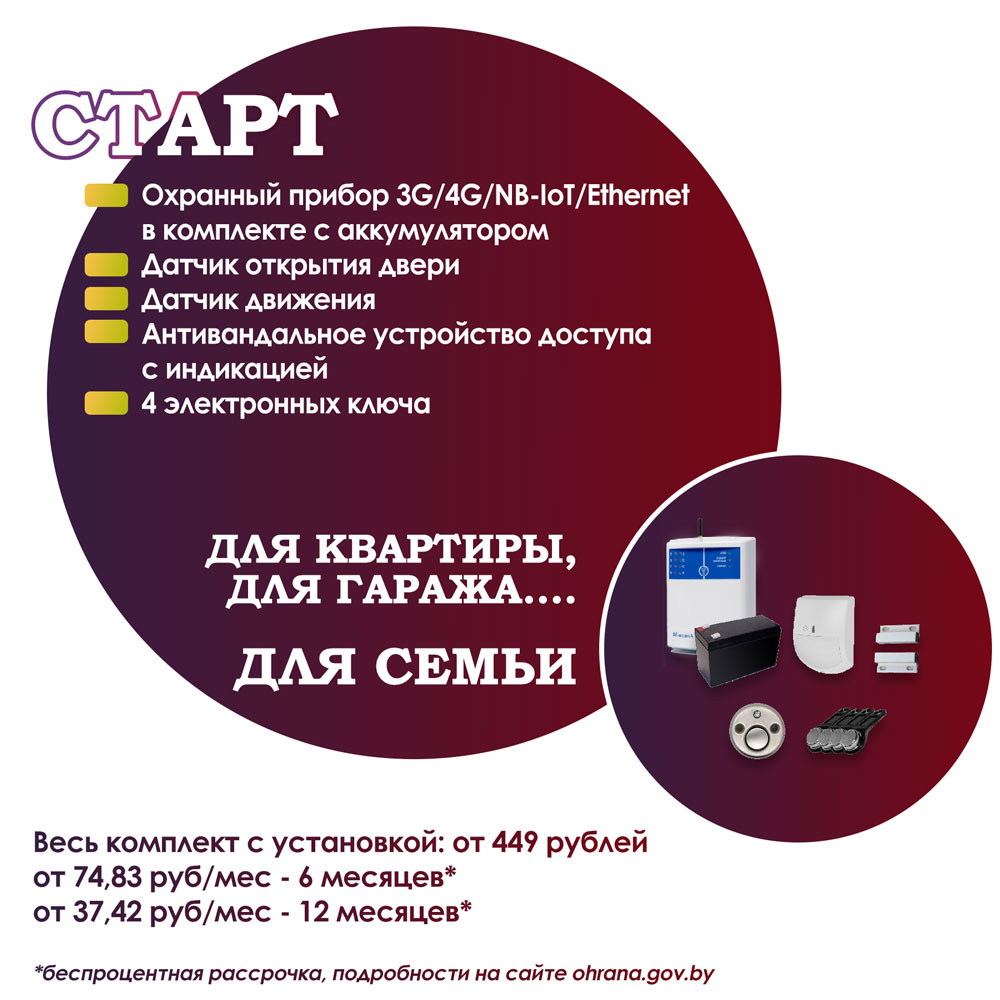 СТАРТ
Охранный прибор 3G/4G/NB-IoT/Ethernet
в комплекте с аккумулятором
Датчик открытия двери
Датчик движения
Антивандальное устройство доступа
с индикацией
4 электронных ключа
ДЛЯ КВАРТИРЫ,
ДЛЯ ГАРАЖА....
ДЛЯ СЕМЬИ
Весь комплект с установкой: от 449 рублей
от 74,83 руб/мес - 6 месяцев*
от 37,42 руб/мес - 12 месяцев*
*беспроцентная рассрочка, подробности на сайте ohrana.gov.by